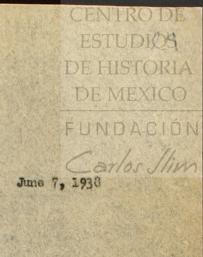 CENTRO DE
ESTUDIOS
DE HISTORIA
DE MEXICO
FUNDACIÓN
Carlos Slim
June 7, 1938